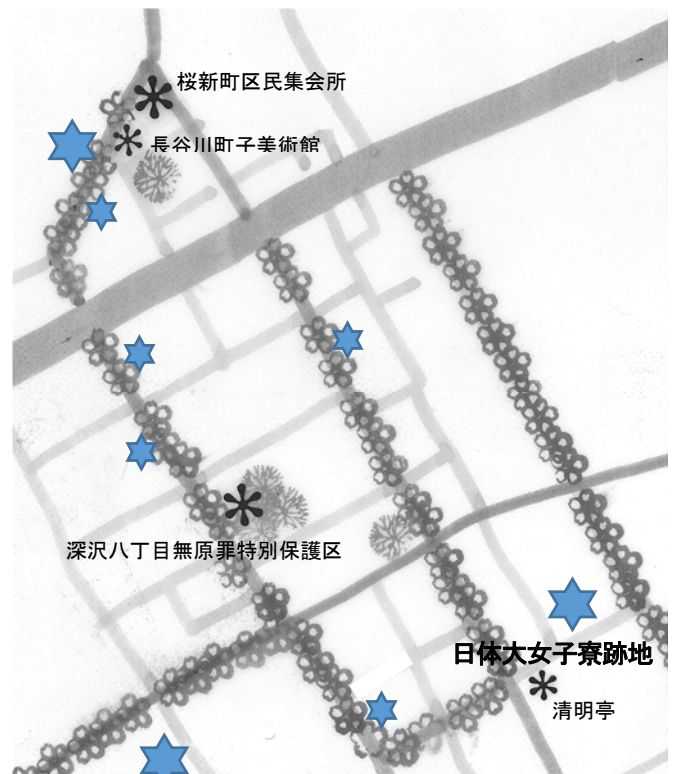 桜新町区民集会所
長谷川町子美術館
深沢八丁目無原罪特別保護区
日体大女子寮跡地
清明亭